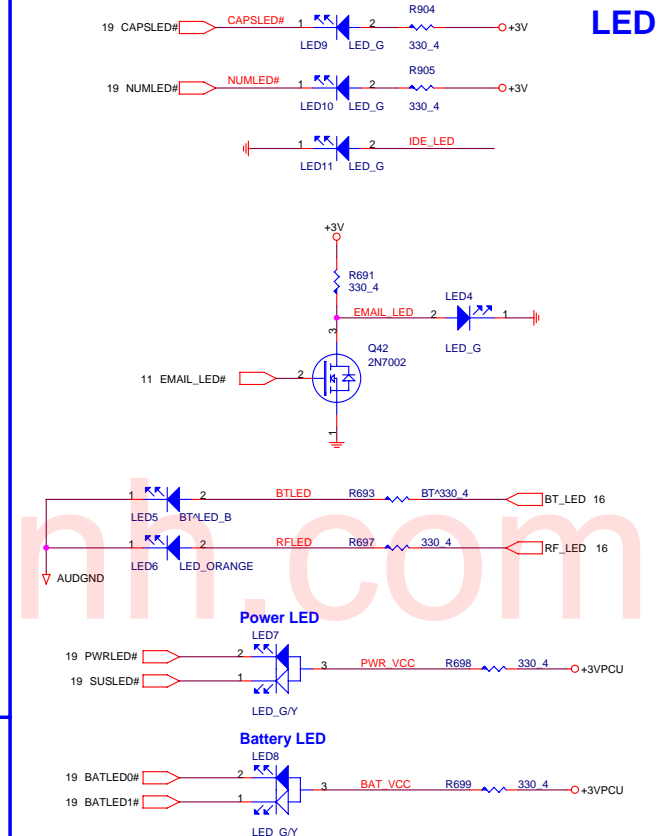 LED
R904
19 CAPSLED# CAPSLED# 1 2 +3V
LED9 LED_G 330_4
R905
19 NUMLED# NUMLED# 1 2 +3V
LED10 LED_G 330_4
1 2 IDE_LED
LED11 LED_G
+3V
R691
330_4
LED4
EMAIL_LED 2 1
3
LED_G
Q42
2N7002
11 EMAIL_LED# 2
1
1 2 BTLED R693 BT^330_4 BT_LED 16
LED5 BT^LED_B
1 2 RFLED R697 330_4 RF_LED 16
LED6 LED_ORANGE
AUDGND
nh.com
Power LED
LED7
19 PWRLED# 2
3 PWR_VCC R698 330_4 +3VPCU
19 SUSLED# 1
LED_G/Y
Battery LED
LED8
19 BATLED0# 2
3 BAT_VCC R699 330_4 +3VPCU
19 BATLED1# 1
LED_G/Y